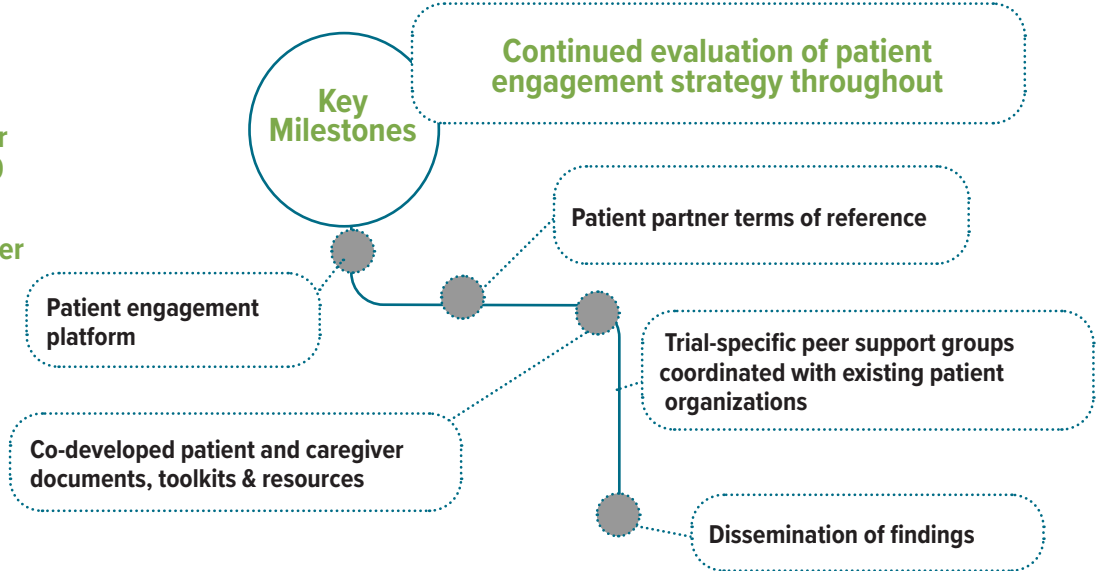 Continued evaluation of patient
engagement strategy throughout
Key
Milestones
Patient partner terms of reference
Patient engagement
platform
Trial-specific peer support groups
coordinated with existing patient
organizations
Co-developed patient and caregiver
documents, toolkits & resources
Dissemination of findings